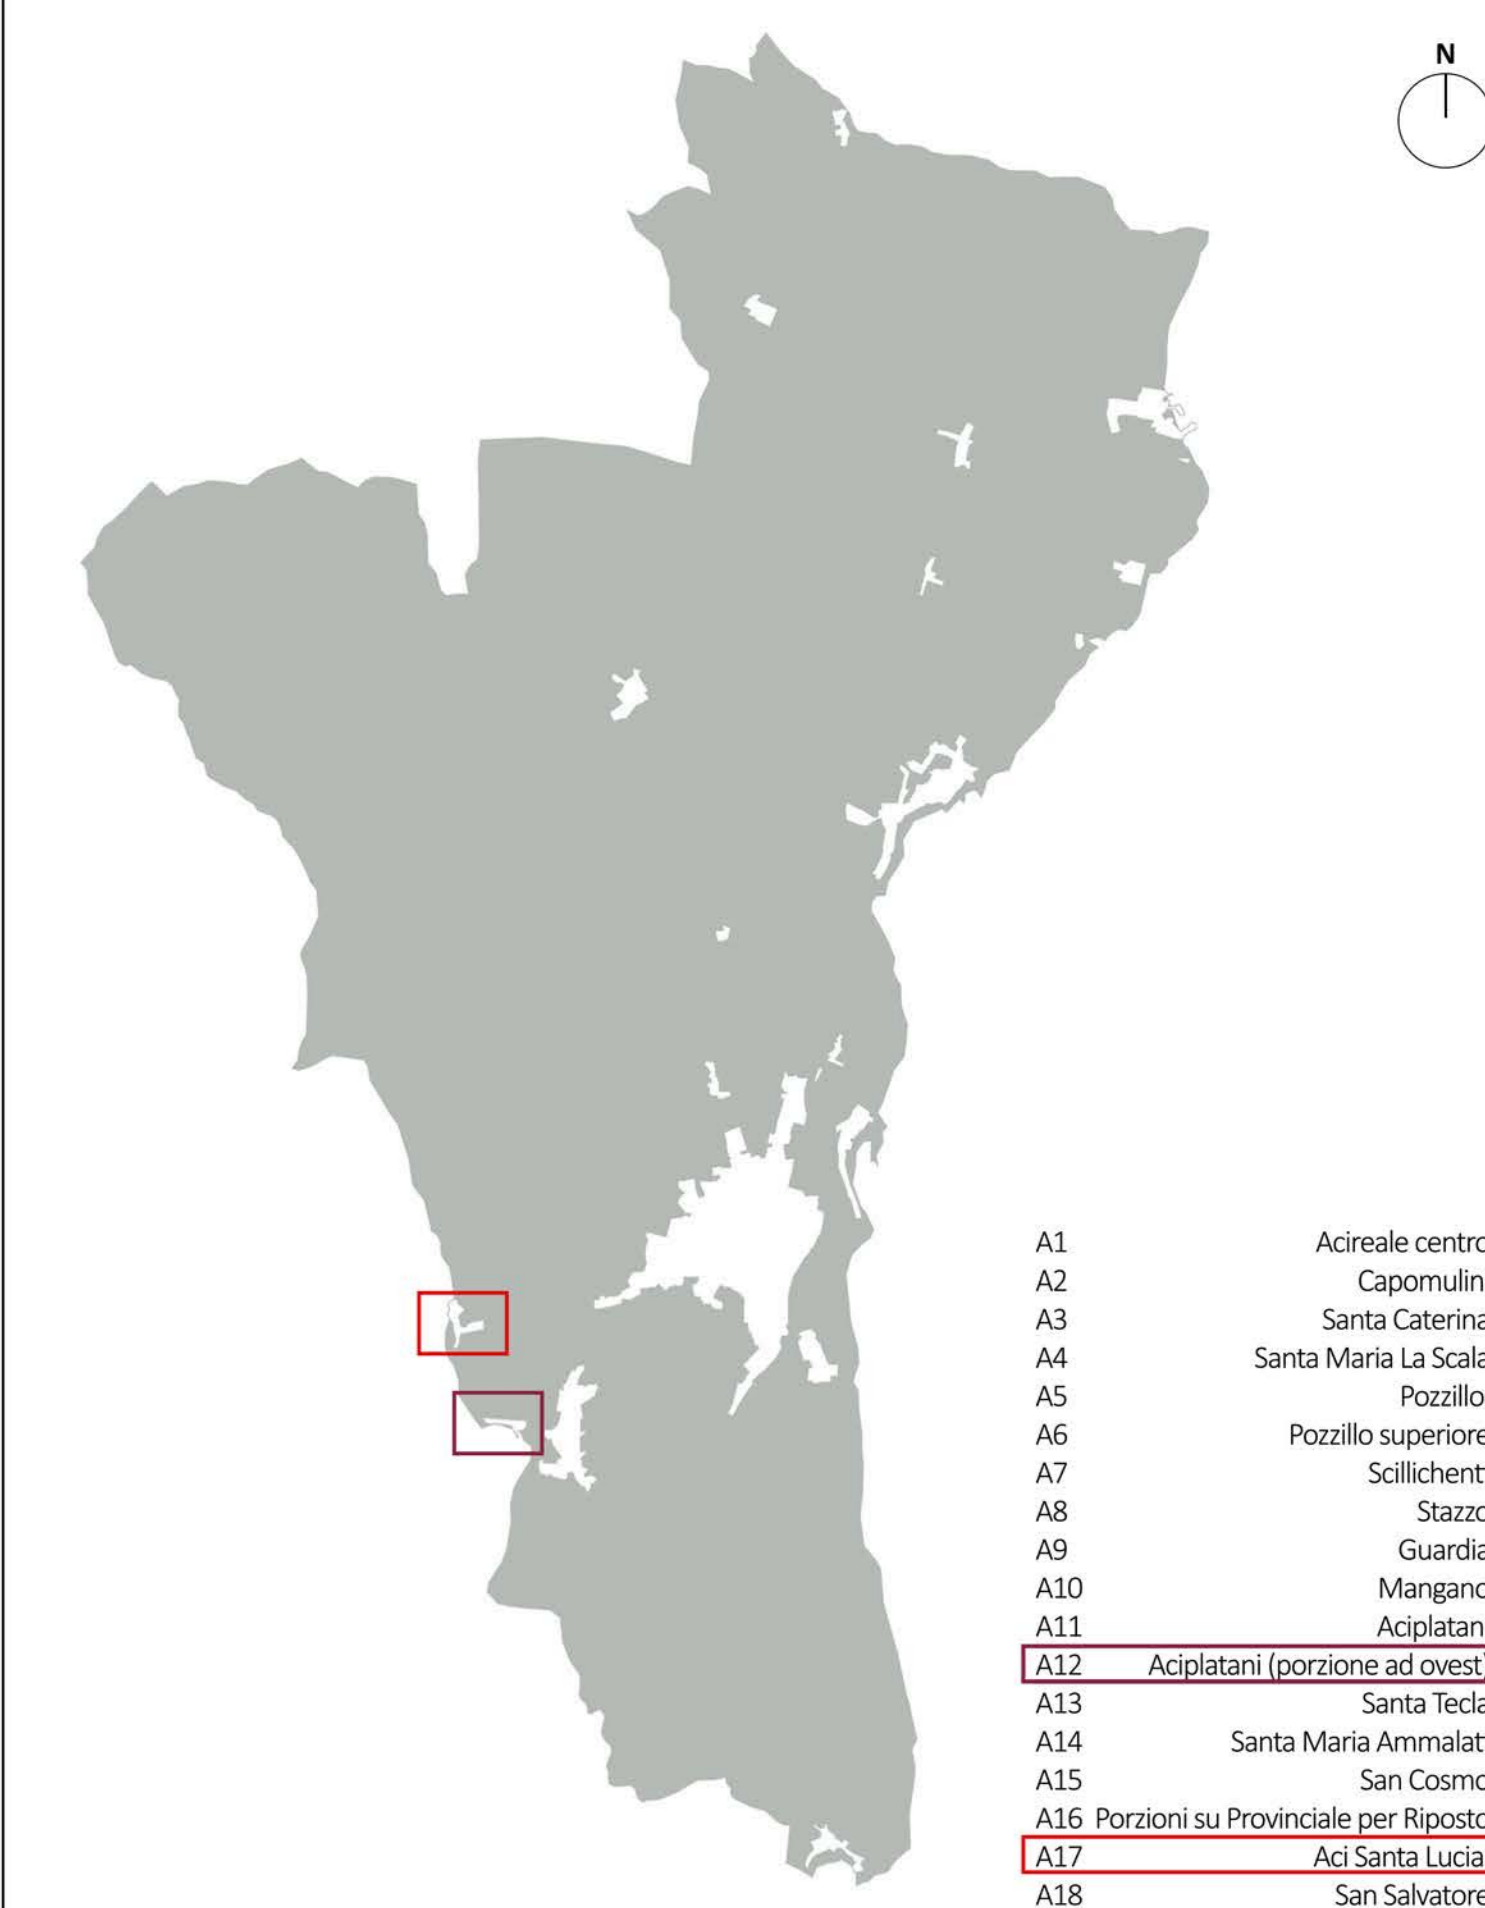 N
A1 Acireale centro
A2 Capomulin
A3 Santa Caterina
A4 Santa Maria La Scala
A5 Pozzillo
A6 Pozzillo superiore
A7 Scillichent
A8 Stazzo
A9 Guardia
A10 Mangano
A11 Aciplatan
A12 Aciplatani (porzione ad ovest)
A13 Santa Tecla
A14 Santa Maria Ammalat
A15 San Cosmo
A16 Porzioni su Provinciale per Riposto
A17 Aci Santa Lucia
A18 San Salvatore